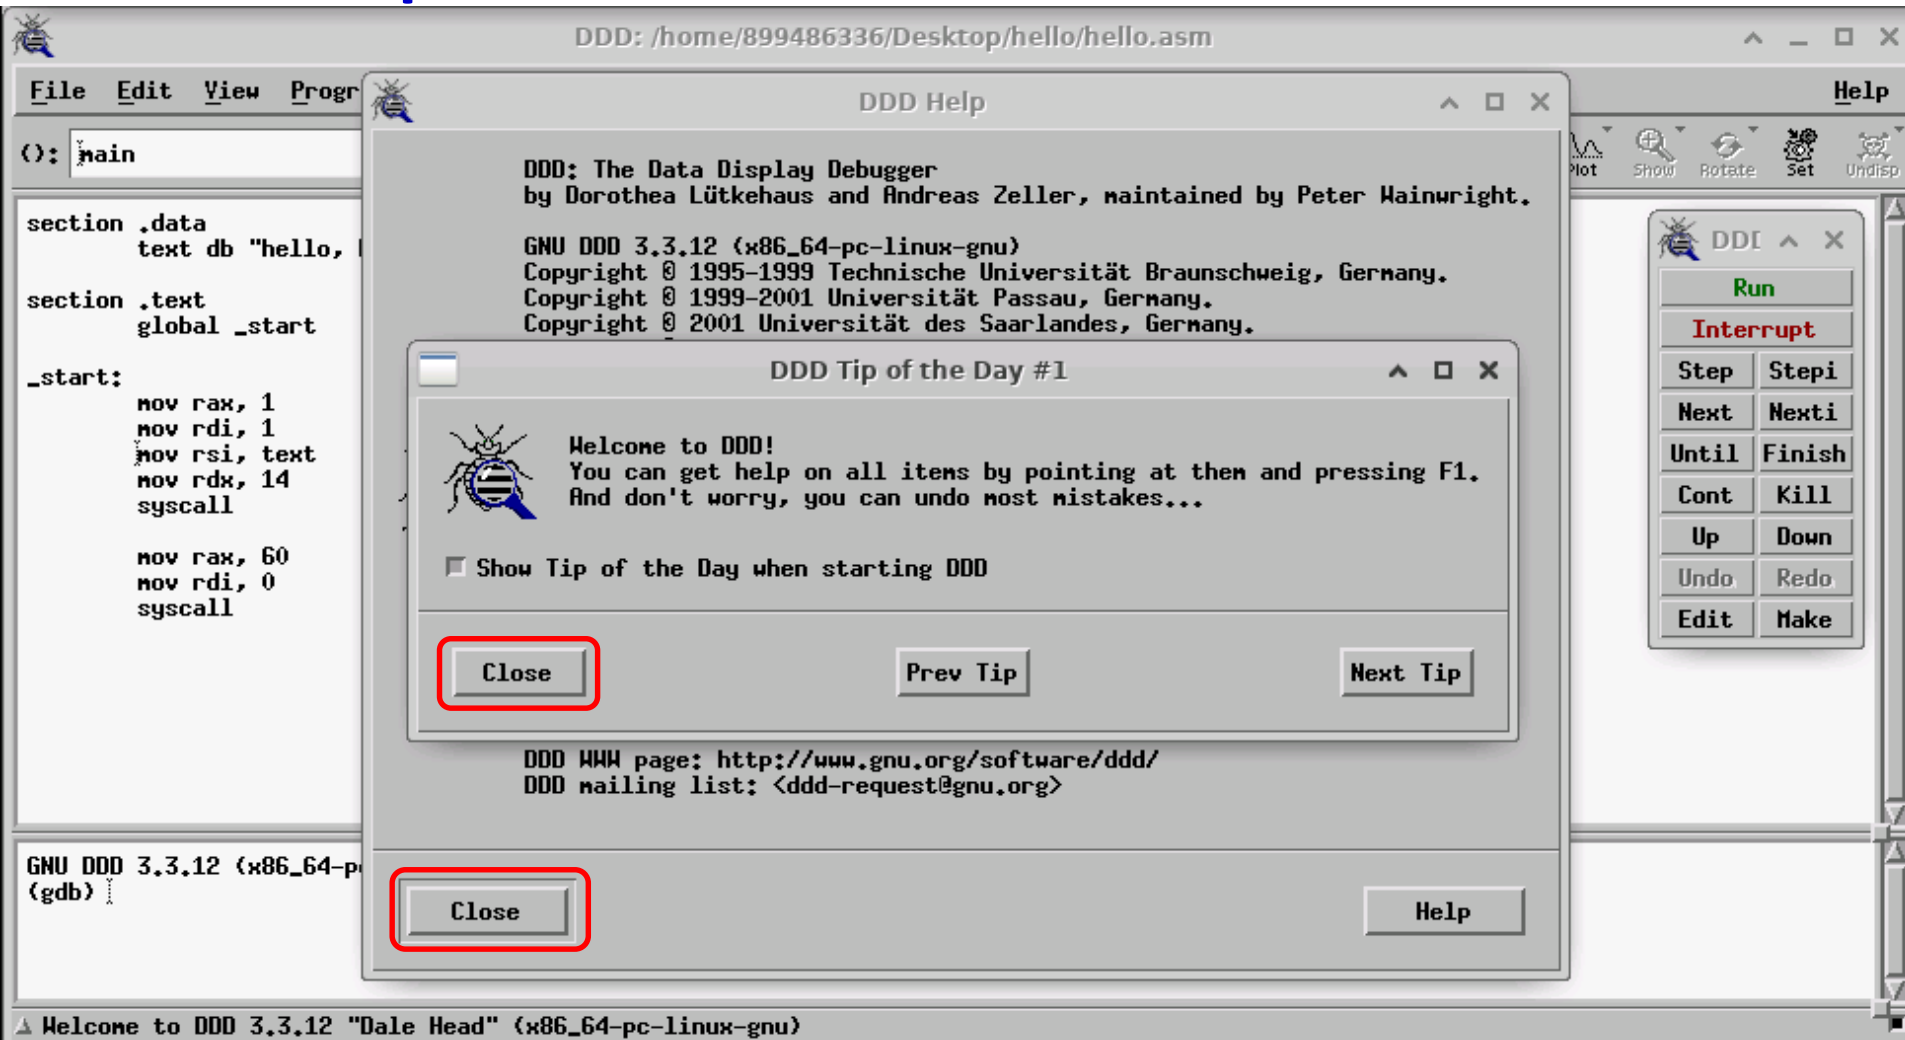 DDD: /home/899486336/Desktop/hello/hello.asm
File Edit View Progr
Help
(): main
Plot Show Rotate Set Undisp
section .data
text db "hello,
section .text
global _start
_start:
mov rax, 1
mov rdi, 1
mov rsi, text
mov rdx, 14
syscall
mov rax, 60
mov rdi, 0
syscall
DDD Help
DDD: The Data Display Debugger
by Dorothea Lütkehaus and Andreas Zeller, maintained by Peter Wainwright.
GNU DDD 3.3.12 (x86_64-pc-linux-gnu)
Copyright © 1995-1999 Technische Universität Braunschweig, Germany.
Copyright © 1999-2001 Universität Passau, Germany.
Copyright © 2001 Universität des Saarlandes, Germany.
DDD Tip of the Day #1
Welcome to DDD!
You can get help on all items by pointing at them and pressing F1.
And don't worry, you can undo most mistakes...
Show Tip of the Day when starting DDD
Close Prev Tip Next Tip
DDD WWW page: http://www.gnu.org/software/ddd/
DDD mailing list: <ddd-request@gnu.org>
Close Help
DDD
Run
Interrupt
Step Stepi
Next Nexti
Until Finish
Cont Kill
Up Down
Undo Redo
Edit Make
GNU DDD 3.3.12 (x86_64-p
(gdb)
Welcome to DDD 3.3.12 "Dale Head" (x86_64-pc-linux-gnu)